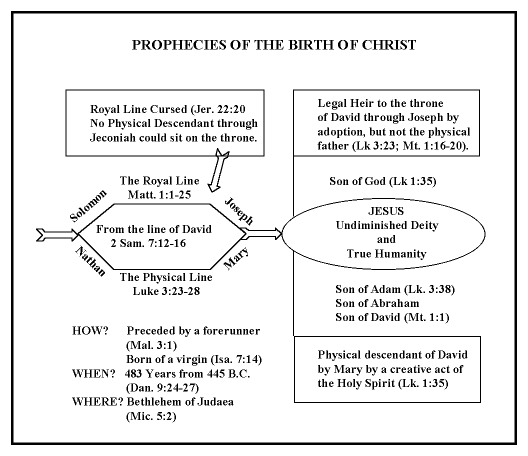 PROPHECIES OF THE BIRTH OF CHRIST
Royal Line Cursed (Jer. 22:20
No Physical Descendant through
Jeconiah could sit on the throne.
Legal Heir to the throne
of David through Joseph by
adoption, but not the physical
father (Lk 3:23; Mt. 1:16-20).
The Royal Line
Matt. 1:1-25
Solomon
Joseph
From the line of David
2 Sam. 7:12-16
Nathan
Mary
The Physical Line
Luke 3:23-28
Son of God (Lk 1:35)
JESUS
Undiminished Deity
and
True Humanity
Son of Adam (Lk. 3:38)
Son of Abraham
Son of David (Mt. 1:1)
HOW? Preceded by a forerunner
(Mal. 3:1)
Born of a virgin (Isa. 7:14)
WHEN? 483 Years from 445 B.C.
(Dan. 9:24-27)
WHERE? Bethlehem of Judaea
(Mic. 5:2)
Physical descendant of David
by Mary by a creative act of
the Holy Spirit (Lk. 1:35)